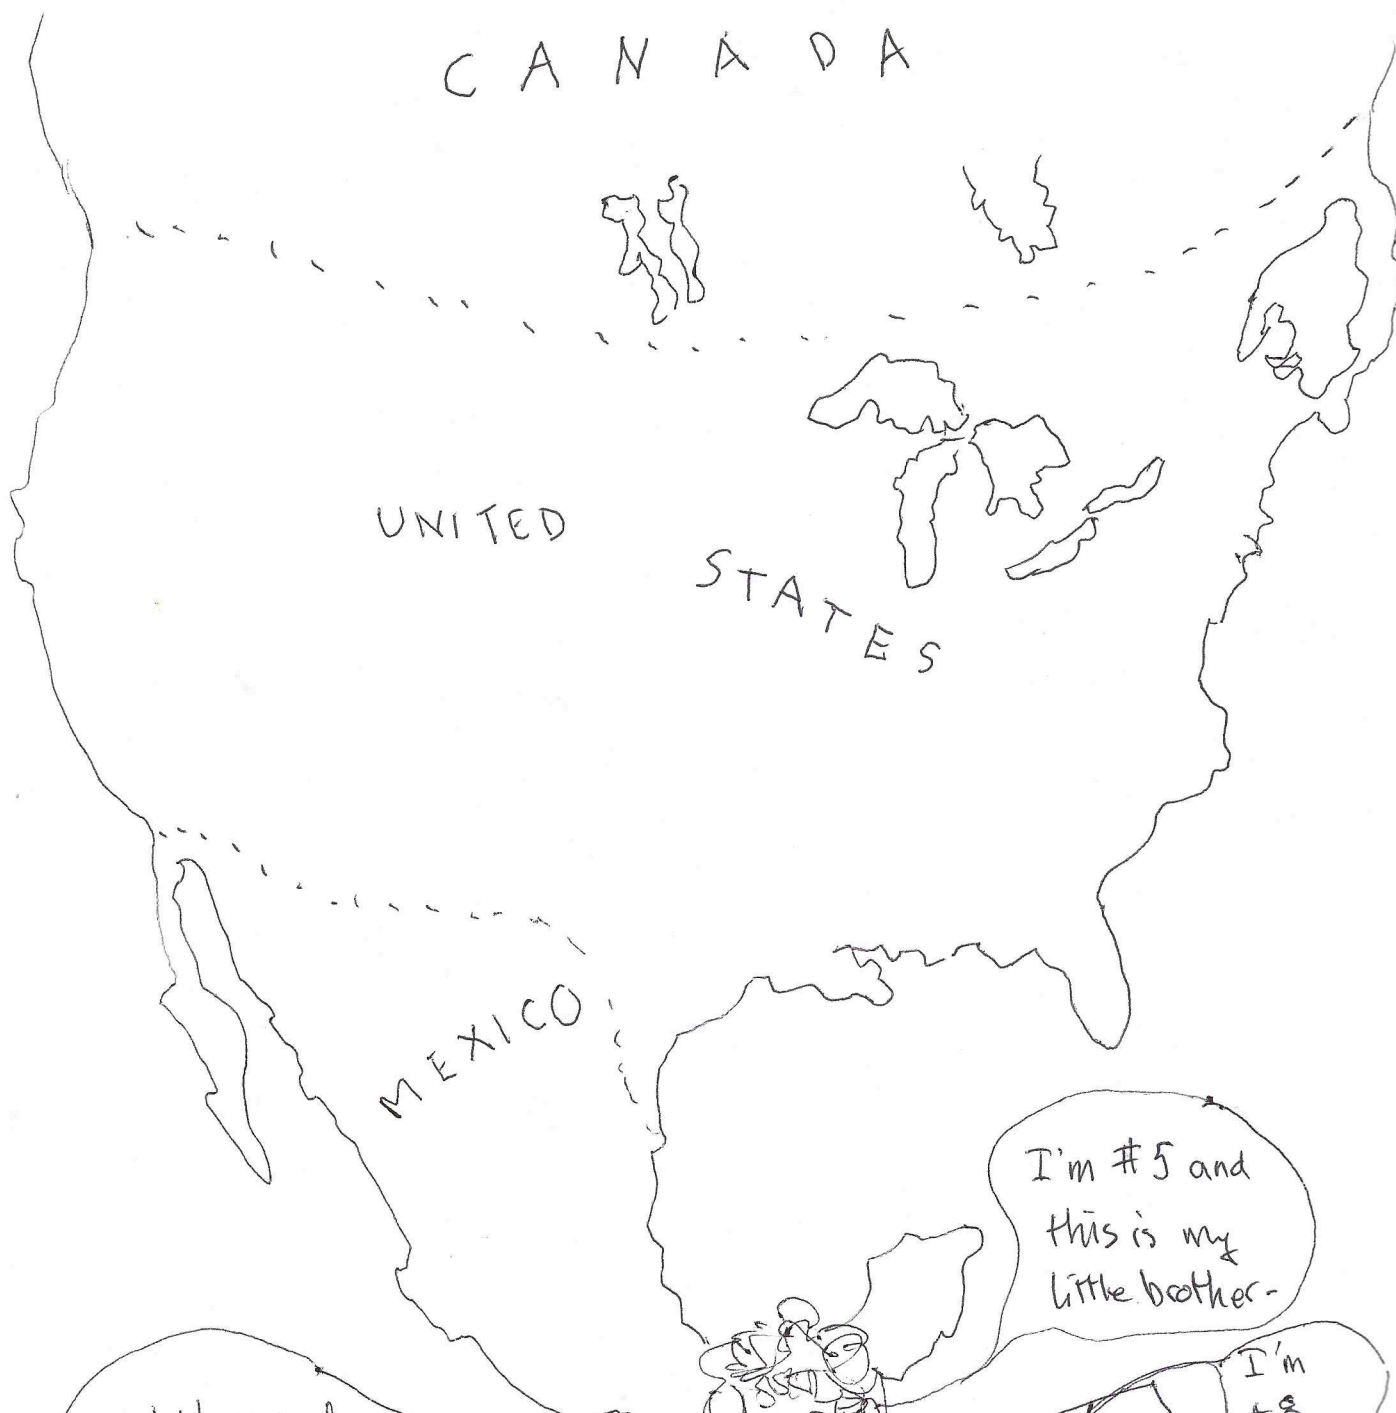 CANADA
UNITED
STATES
MEXICO
I'm #5 and
this is my
little brother-
I'm